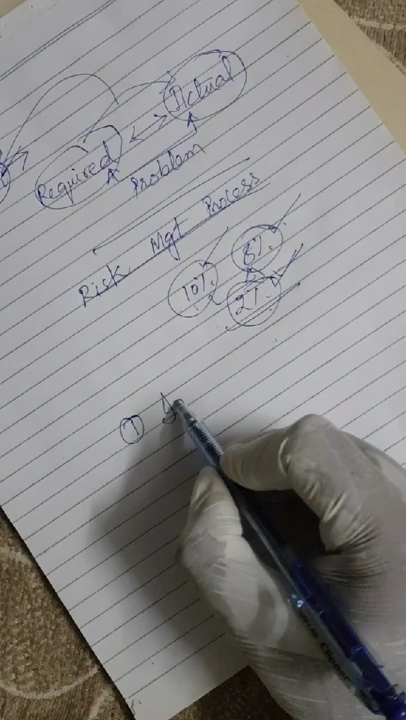 Required Actual
Problem
Risk Mgt Process
10% 8%
2%
①